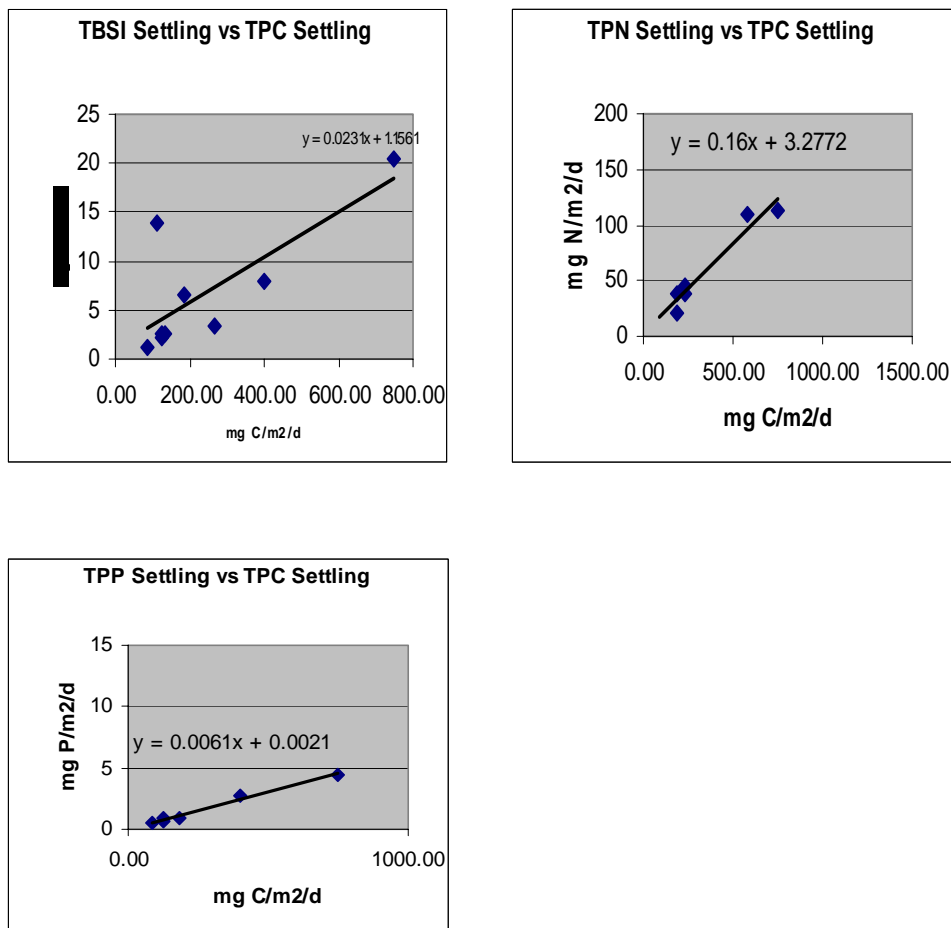 TBSI Settling vs TPC Settling
25
y = 0.0231x + 1.1561
20
15
10
5
0
0.00 200.00 400.00 600.00 800.00
mg C/m2/d
TPN Settling vs TPC Settling
200
y = 0.16x + 3.2772
150
mg N/m2/d
100
50
0
0.00 500.00 1000.00 1500.00
mg C/m2/d
TPP Settling vs TPC Settling
15
10
mg P/m2/d
y = 0.0061x + 0.0021
5
0
0.00 1000.00
mg C/m2/d